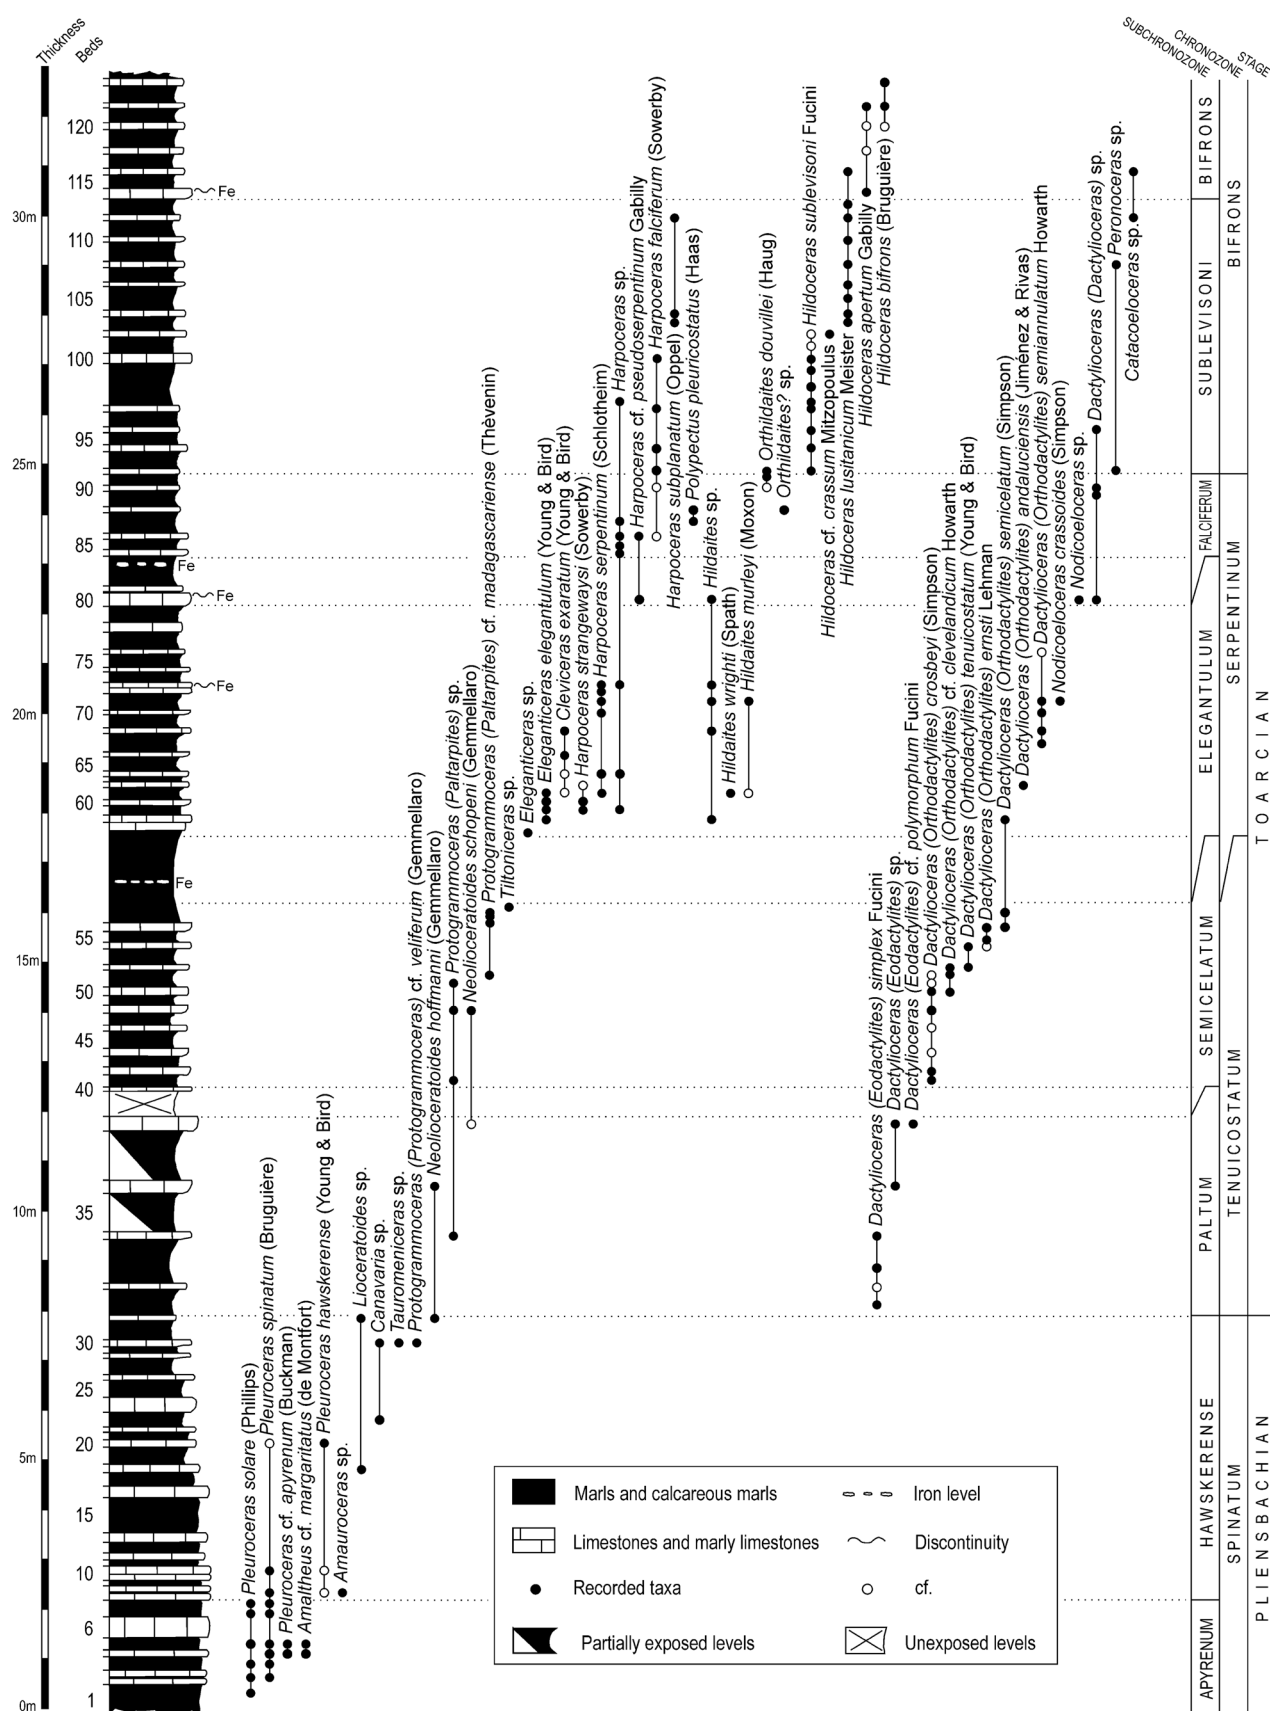 Thickness
Beds
SUBCHRONOZONE
CHRONOZONE
STAGE
120
115
110
105
100
95
90
85
80
75
70
65
60
55
50
45
40
35
30
25
20
15
10
6
1
30m
25m
20m
15m
10m
5m
0m
Fe
Fe
Fe
Fe
Fe
Pleuroceras solare (Phillips)
Pleuroceras spinatum (Bruguière)
Pleuroceras cf. apyrenum (Buckman)
Amaltheus cf. margaritatus (de Montfort)
Pleuroceras hawskerense (Young & Bird)
Amauroceras sp.
Lioceratoides sp.
Canavaria sp.
Tauromeniceras sp.
Protogrammoceras (Protogrammoceras) cf. veliferum (Gemmellaro)
Neolioceratoides hoffmanni (Gemmellaro)
Protogrammoceras (Paltarpites) sp.
Neolioceratoides schopeni (Gemmellaro)
Protogrammoceras (Paltarpites) cf. madagascariense (Thèvenin)
Tiltoniceras sp.
Eleganticeras sp.
Eleganticeras elegantulum (Young & Bird)
Cleviceras exaratum (Young & Bird)
Harpoceras strangewaysi (Sowerby)
Harpoceras serpentinum (Schlotheim)
Harpoceras sp.
Harpoceras cf. pseudoserpentinum Gabilly
Harpoceras falciferum (Sowerby)
Harpoceras subplanatum (Oppel)
Polyplectus pleuricostatus (Haas)
Hildaites sp.
Hildaites wrighti (Spath)
Hildaites murley (Moxon)
Orthildaites douvillei (Haug)
Orthildaites? sp.
Hildoceras sublevisoni Fucini
Hildoceras cf. crassum Mitzopoulus
Hildoceras lusitanicum Meister
Hildoceras apertum Gabilly
Hildoceras bifrons (Bruguière)
Dactylioceras (Eodactylites) simplex Fucini
Dactylioceras (Eodactylites) sp.
Dactylioceras (Eodactylites) cf. polymorphum Fucini
Dactylioceras (Orthodactylites) crosbeyi (Simpson)
Dactylioceras (Orthodactylites) cf. clevelandicum Howarth
Dactylioceras (Orthodactylites) tenuicostatum (Young & Bird)
Dactylioceras (Orthodactylites) ernsti Lehman
Dactylioceras (Orthodactylites) semicelatum (Simpson)
Dactylioceras (Orthodactylites) andaluciensis (Jiménez & Rivas)
Dactylioceras (Orthodactylites) semiannulatum Howarth
Nodicoeloceras crassoides (Simpson)
Nodicoeloceras sp.
Dactylioceras (Dactylioceras) sp.
Peronoceras sp.
Catacoeloceras sp.
BIFRONS
SUBLEVISONI
FALCIFERUM
ELEGANTULUM
SEMICELATUM
PALTUM
HAWSKERENSE
APYRENUM
BIFRONS
SERPENTINUM
TENUICOSTATUM
SPINATUM
TOARCIAN
PLIENSBACHIAN
Marls and calcareous marls
Iron level
Limestones and marly limestones
Discontinuity
Recorded taxa
cf.
Partially exposed levels
Unexposed levels